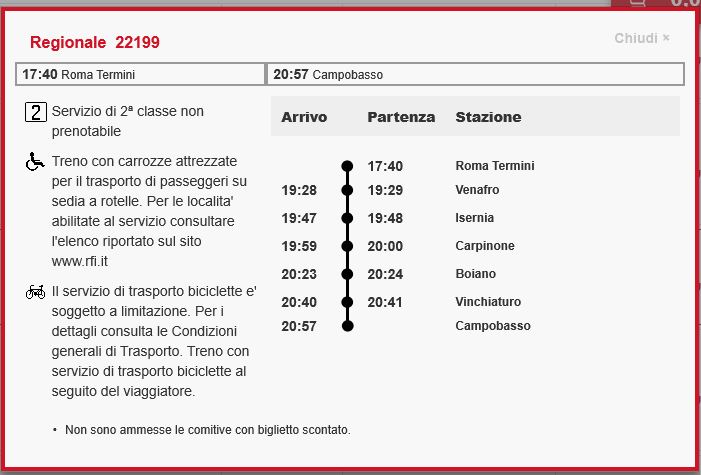 Regionale 22199
Chiudi ×
17:40 Roma Termini
20:57 Campobasso
2 Servizio di 2ª classe non
prenotabile
Treno con carrozze attrezzate
per il trasporto di passeggeri su
sedia a rotelle. Per le localita'
abilitate al servizio consultare
l'elenco riportato sul sito
www.rfi.it
Il servizio di trasporto biciclette e'
soggetto a limitazione. Per i
dettagli consulta le Condizioni
generali di Trasporto. Treno con
servizio di trasporto biciclette al
seguito del viaggiatore.
Arrivo Partenza Stazione
17:40 Roma Termini
19:28 19:29 Venafro
19:47 19:48 Isernia
19:59 20:00 Carpinone
20:23 20:24 Boiano
20:40 20:41 Vinchiaturo
20:57 Campobasso
• Non sono ammesse le comitive con biglietto scontato.